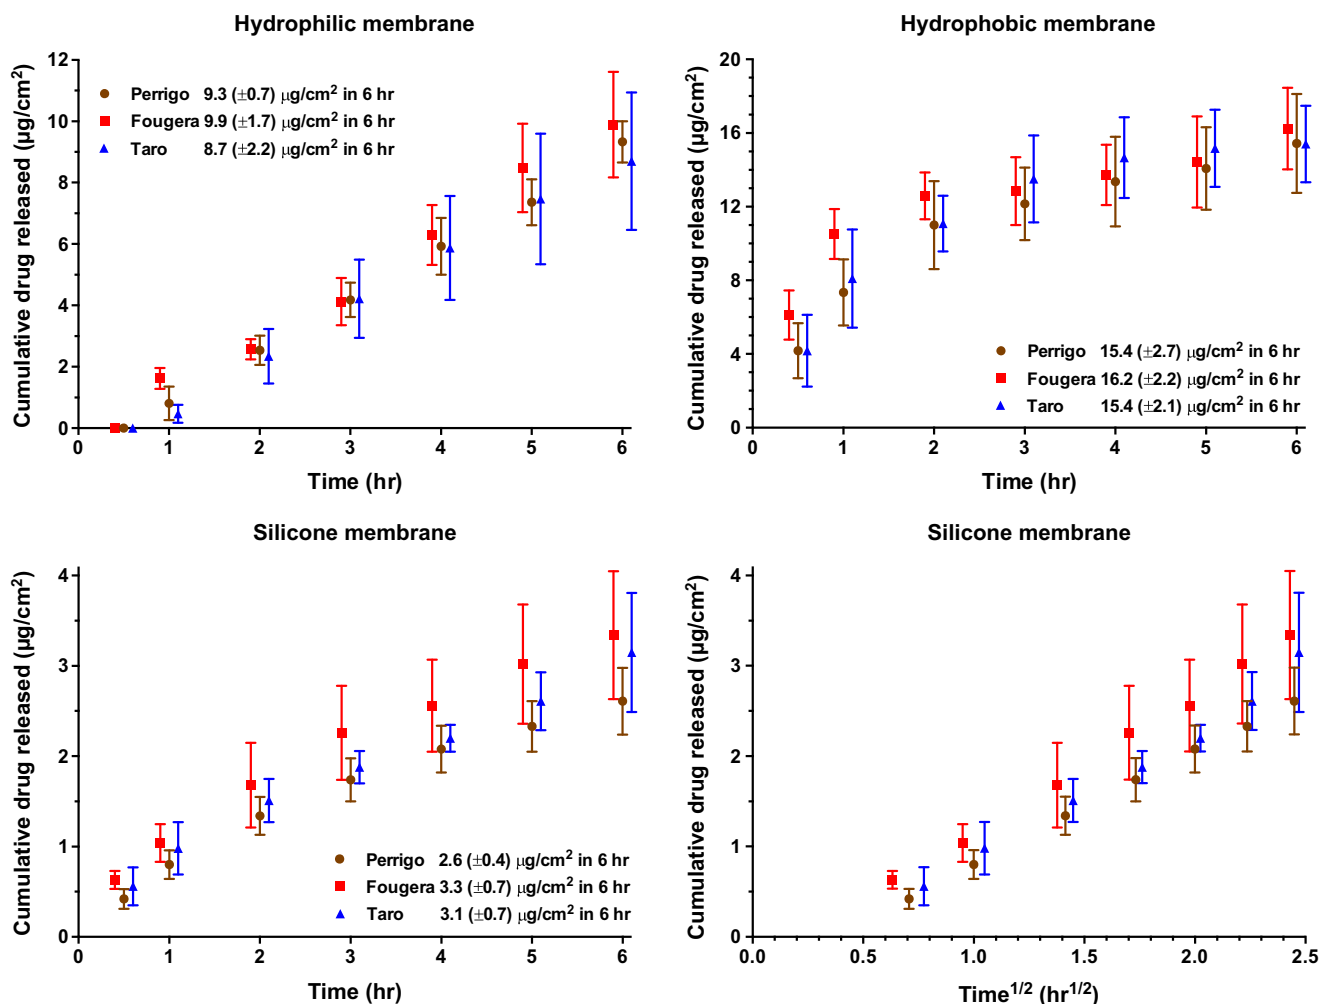 Hydrophilic membrane
Cumulative drug released (µg/cm²)
12
10
8
6
4
2
0
Perrigo 9.3 (±0.7) µg/cm² in 6 hr
Fougera 9.9 (±1.7) µg/cm² in 6 hr
Taro 8.7 (±2.2) µg/cm² in 6 hr
0 1 2 3 4 5 6
Time (hr)
Hydrophobic membrane
Cumulative drug released (µg/cm²)
20
16
12
8
4
0
Perrigo 15.4 (±2.7) µg/cm² in 6 hr
Fougera 16.2 (±2.2) µg/cm² in 6 hr
Taro 15.4 (±2.1) µg/cm² in 6 hr
0 1 2 3 4 5 6
Time (hr)
Silicone membrane
Cumulative drug released (µg/cm²)
4
3
2
1
0
Perrigo 2.6 (±0.4) µg/cm² in 6 hr
Fougera 3.3 (±0.7) µg/cm² in 6 hr
Taro 3.1 (±0.7) µg/cm² in 6 hr
0 1 2 3 4 5 6
Time (hr)
Silicone membrane
Cumulative drug released (µg/cm²)
4
3
2
1
0
0.0 0.5 1.0 1.5 2.0 2.5
Time¹/² (hr¹/²)